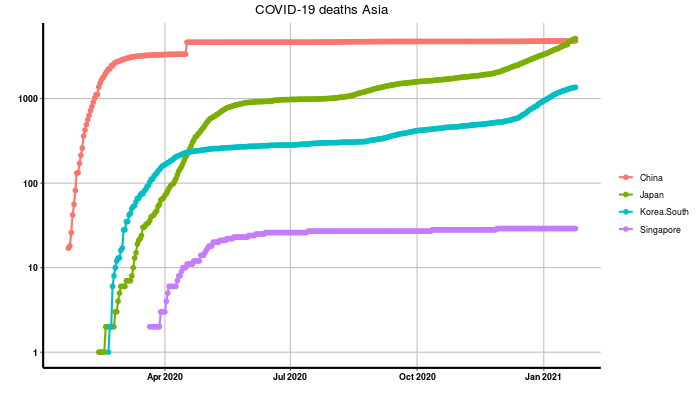 COVID-19 deaths Asia
1000
100
10
1
Apr 2020
Jul 2020
Oct 2020
Jan 2021
China
Japan
Korea.South
Singapore